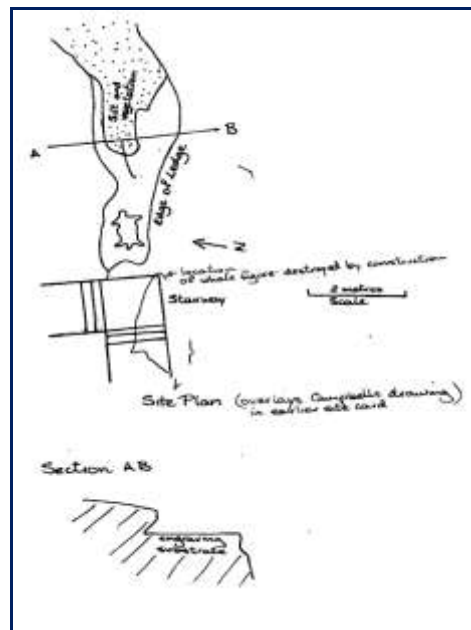 Silt and
vegetation
A
B
Edge of Ledge
N
location
of whale figure destroyed by construction
Stairway
2 metres
Scale
Site Plan (overlays Campbell's drawing)
in earlier site card
Section AB
engraving
substrate